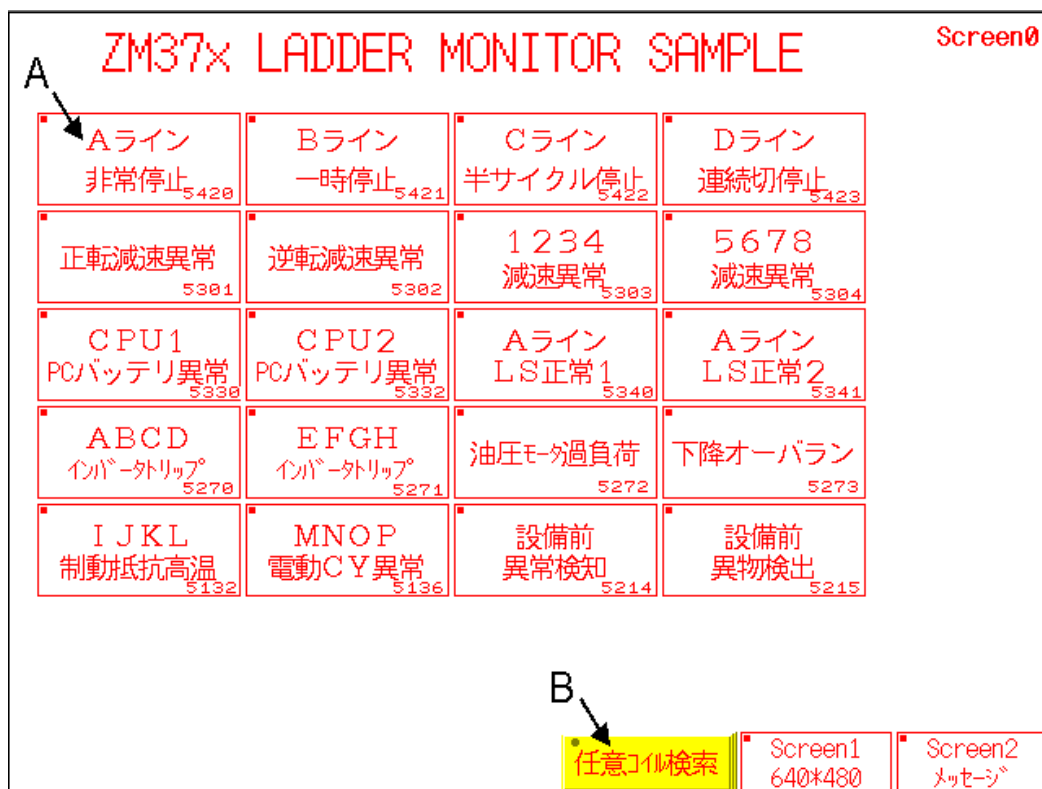 ZM37x LADDER MONITOR SAMPLE
Screen0
A
Aライン
非常停止
5420
Bライン
一時停止
5421
Cライン
半サイクル停止
5422
Dライン
連続切停止
5423
正転減速異常
5301
逆転減速異常
5302
1234
減速異常
5303
5678
減速異常
5304
CPU1
PCバッテリ異常
5330
CPU2
PCバッテリ異常
5332
Aライン
LS正常1
5340
Aライン
LS正常2
5341
ABCD
インバータトリップ
5270
EFGH
インバータトリップ
5271
油圧モータ過負荷
5272
下降オーバラン
5273
IJKL
制動抵抗高温
5132
MNOP
電動CY異常
5136
設備前
異常検知
5214
設備前
異物検出
5215
B
任意コイル検索
Screen1
640*480
Screen2
メッセージ